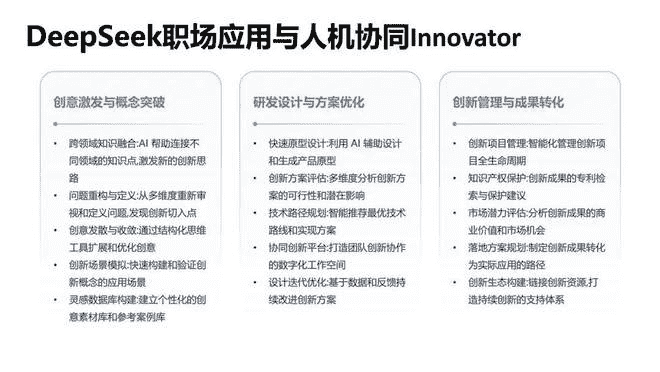 DeepSeek职场应用与人机协同Innovator
创意激发与概念突破
• 跨领域知识融合:AI 帮助连接不
同领域的知识点,激发新的创新思
路
• 问题重构与定义:从多维度重新审
视和定义问题,发现创新切入点
• 创意发散与收敛:通过结构化思维
工具扩展和优化创意
• 创新场景模拟:快速构建和验证创
新概念的应用场景
• 灵感数据库构建:建立个性化的创
意素材库和参考案例库
研发设计与方案优化
• 快速原型设计:利用 AI 辅助设计
和生成产品原型
• 创新方案评估:多维度分析创新方
案的可行性和潜在影响
• 技术路径规划:智能推荐最优技术
路线和实现方案
• 协同创新平台:打造团队创新协作
的数字化工作空间
• 设计迭代优化:基于数据和反馈持
续改进创新方案
创新管理与成果转化
• 创新项目管理:智能化管理创新项
目全生命周期
• 知识产权保护:创新成果的专利检
索与保护建议
• 市场潜力评估:分析创新成果的商
业价值和市场机会
• 落地方案规划:制定创新成果转化
为实际应用的路径
• 创新生态构建:链接创新资源,打
造持续创新的支持体系